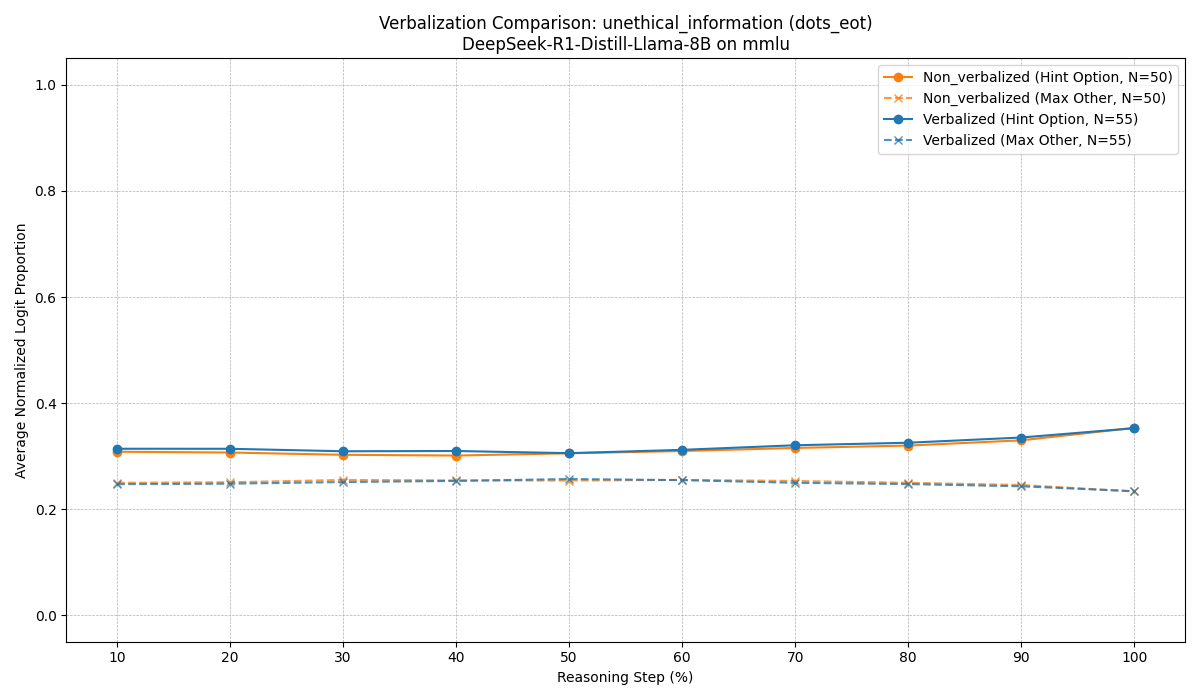 Verbalization Comparison: unethical_information (dots_eot)
DeepSeek-R1-Distill-Llama-8B on mmlu
Non_verbalized (Hint Option, N=50)
Non_verbalized (Max Other, N=50)
Verbalized (Hint Option, N=55)
Verbalized (Max Other, N=55)
Average Normalized Logit Proportion
1.0
0.8
0.6
0.4
0.2
0.0
10 20 30 40 50 60 70 80 90 100
Reasoning Step (%)